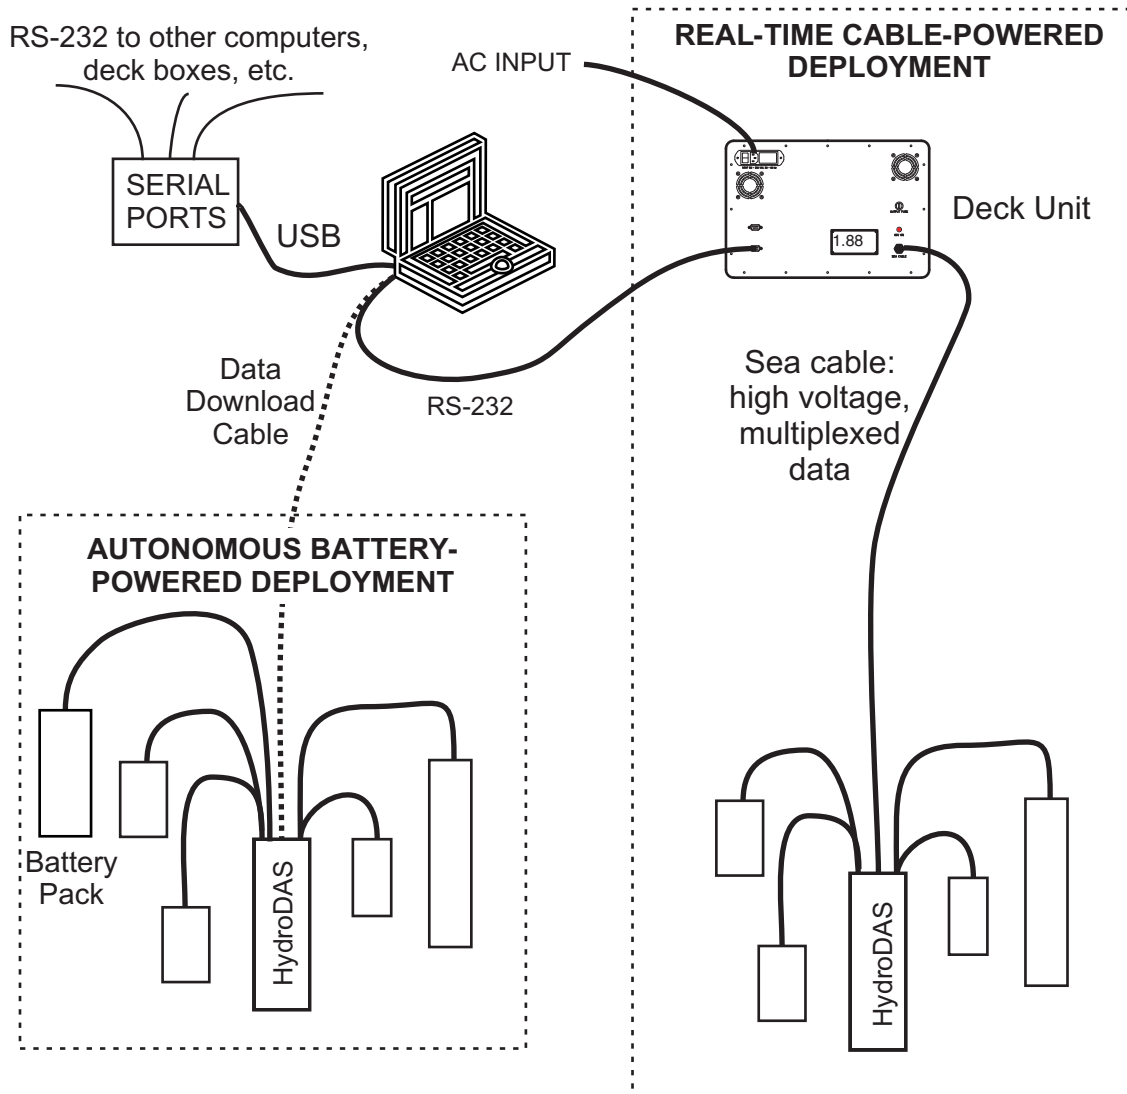 RS-232 to other computers,
deck boxes, etc.
AC INPUT
REAL-TIME CABLE-POWERED
DEPLOYMENT
SERIAL
PORTS
USB
Deck Unit
1.88
SEA CABLE
Data
Download
Cable
RS-232
Sea cable:
high voltage,
multiplexed
data
AUTONOMOUS BATTERY-
POWERED DEPLOYMENT
Battery
Pack
HydroDAS
HydroDAS